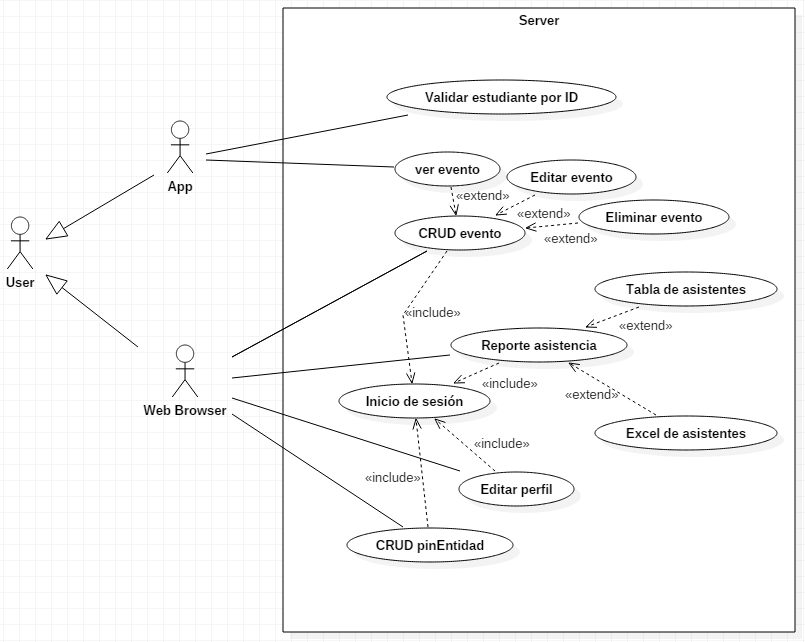 Server
Validar estudiante por ID
App
ver evento
Editar evento
«extend»
«extend»
Eliminar evento
CRUD evento
«extend»
User
Tabla de asistentes
«include»
«extend»
Reporte asistencia
Web Browser
«include»
Inicio de sesión
«extend»
Excel de asistentes
«include»
«include»
Editar perfil
CRUD pinEntidad